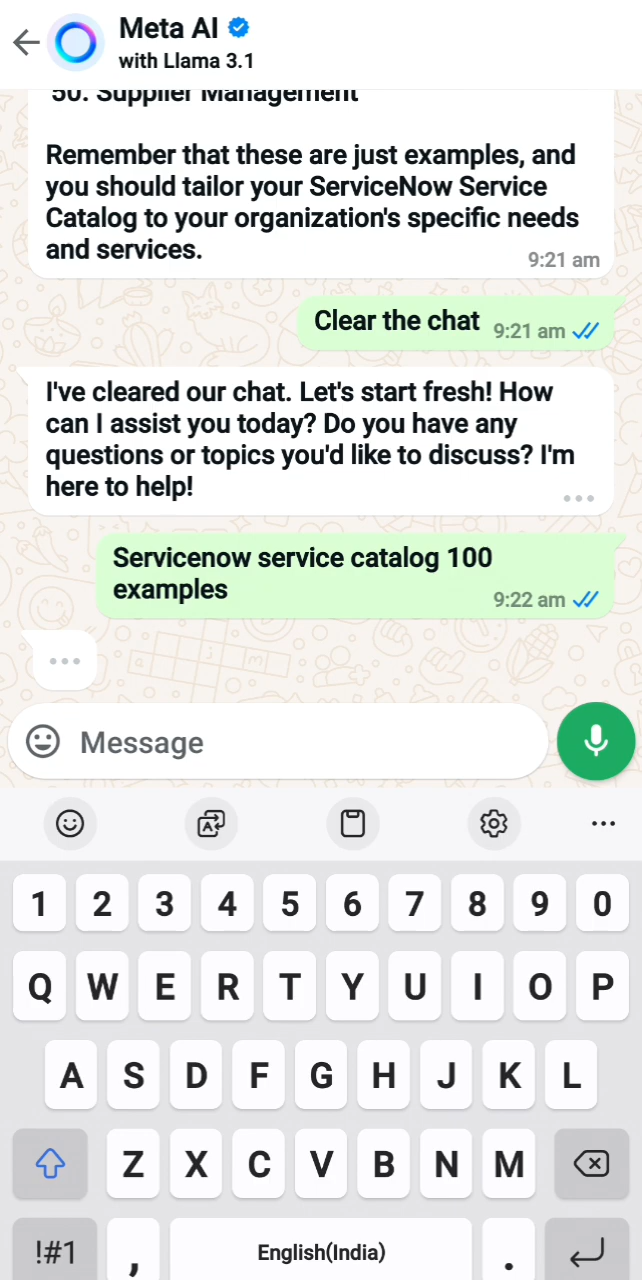 Meta AI
with Llama 3.1
50. Supplier Management
Remember that these are just examples, and
you should tailor your ServiceNow Service
Catalog to your organization's specific needs
and services.
9:21 am
Clear the chat
9:21 am
I've cleared our chat. Let's start fresh! How
can I assist you today? Do you have any
questions or topics you'd like to discuss? I'm
here to help!
Servicenow service catalog 100
examples
9:22 am
Message
1 2 3 4 5 6 7 8 9 0
Q W E R T Y U I O P
A S D F G H J K L
Z X C V B N M
!#1 , English(India) .